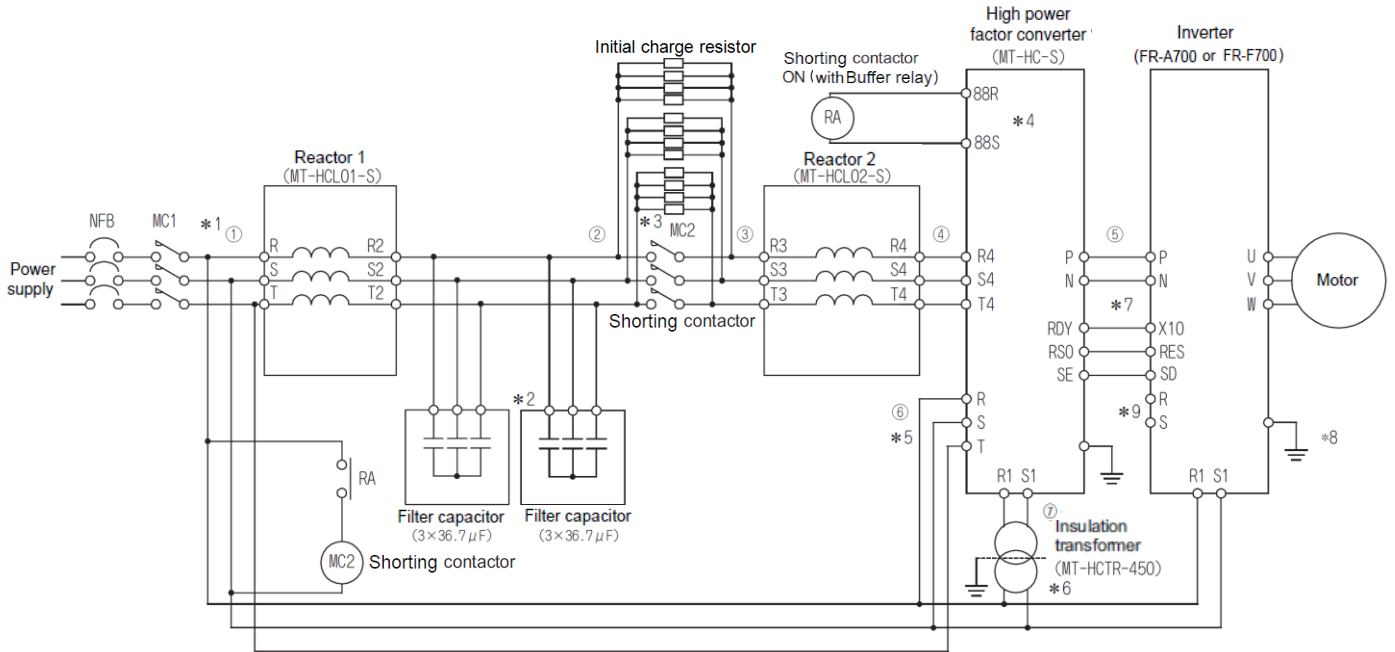 High power
factor converter
(MT-HC-S)
Inverter
(FR-A700 or FR-F700)
Initial charge resistor
Shorting contactor
ON (with Buffer relay)
RA
88R
88S
*4
Reactor 1
(MT-HCL01-S)
Reactor 2
(MT-HCL02-S)
NFB
MC1
*1
①
R
R2
②
*3
MC2
③
R3
R4
④
R4
P
⑤
P
U
Power
supply
S
S2
S3
S4
S4
N
N
V
Motor
T
T2
T3
T4
T4
*7
W
Shorting contactor
RDY
X10
RSO
RES
SE
SD
*2
⑥
R
R
*5
S
*9
S
*8
T
RA
R1
S1
R1
S1
Filter capacitor
(3×36.7μF)
Filter capacitor
(3×36.7μF)
⑦
Insulation
transformer
(MT-HCTR-450)
*6
MC2
Shorting contactor